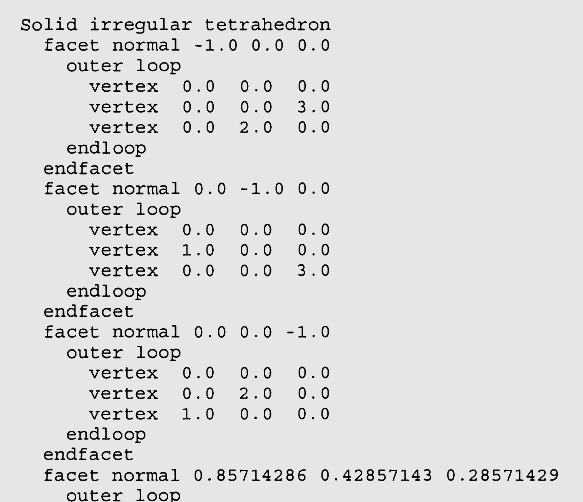 Solid irregular tetrahedron
facet normal -1.0 0.0 0.0
outer loop
vertex 0.0 0.0 0.0
vertex 0.0 0.0 3.0
vertex 0.0 2.0 0.0
endloop
endfacet
facet normal 0.0 -1.0 0.0
outer loop
vertex 0.0 0.0 0.0
vertex 1.0 0.0 0.0
vertex 0.0 0.0 3.0
endloop
endfacet
facet normal 0.0 0.0 -1.0
outer loop
vertex 0.0 0.0 0.0
vertex 0.0 2.0 0.0
vertex 1.0 0.0 0.0
endloop
endfacet
facet normal 0.85714286 0.42857143 0.28571429
outer loop